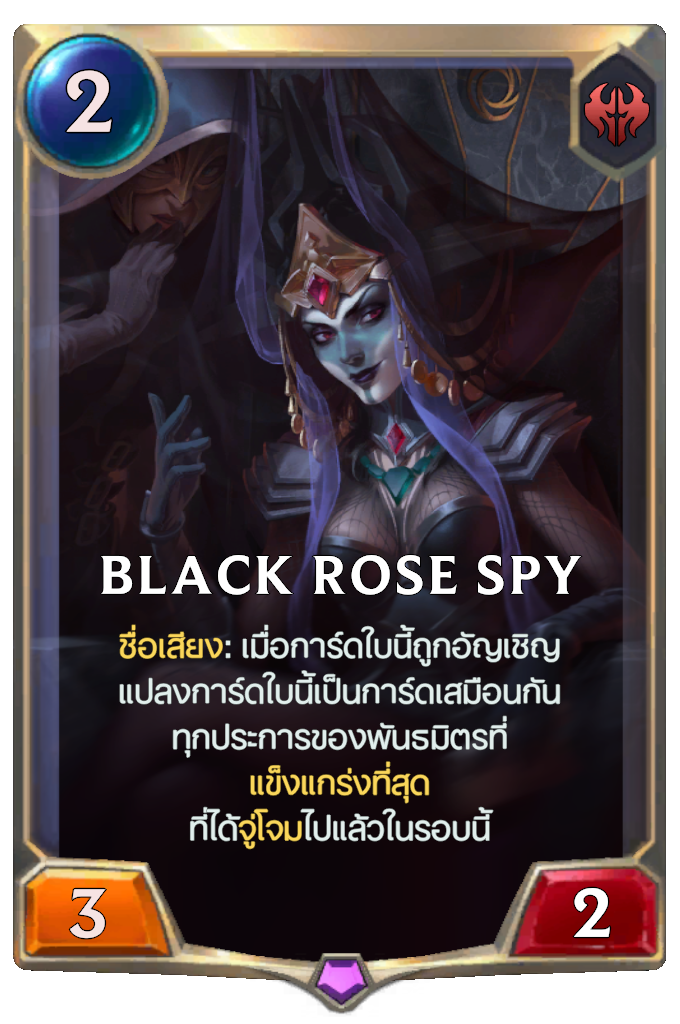 2
BLACK ROSE SPY
ชื่อเสียง: เมื่อการ์ดใบนี้ถูกอัญเชิญ
แปลงการ์ดใบนี้เป็นการ์ดเสมือนกัน
ทุกประการของพันธมิตรที่
แข็งแกร่งที่สุด
ที่ได้จู่โจมไปแล้วในรอบนี้
3
2